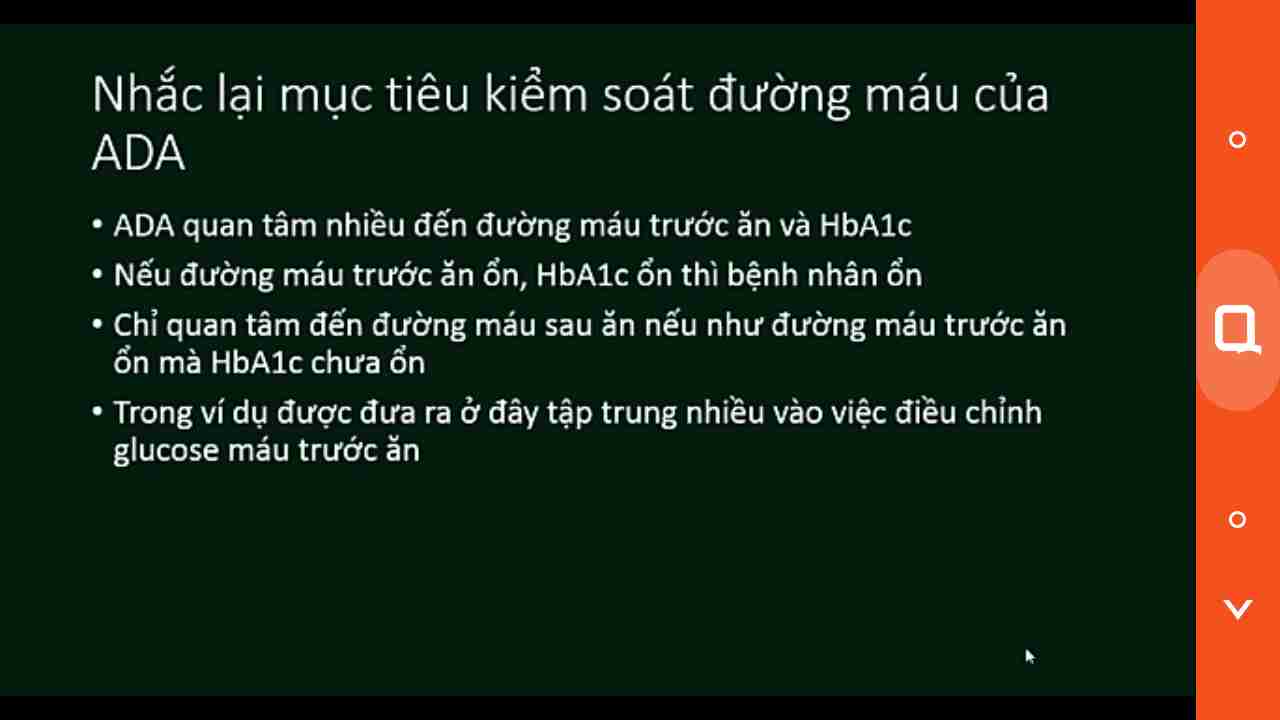 Nhắc lại mục tiêu kiểm soát đường máu của
ADA
• ADA quan tâm nhiều đến đường máu trước ăn và HbA1c
• Nếu đường máu trước ăn ổn, HbA1c ổn thì bệnh nhân ổn
• Chỉ quan tâm đến đường máu sau ăn nếu như đường máu trước ăn
ổn mà HbA1c chưa ổn
• Trong ví dụ được đưa ra ở đây tập trung nhiều vào việc điều chỉnh
glucose máu trước ăn